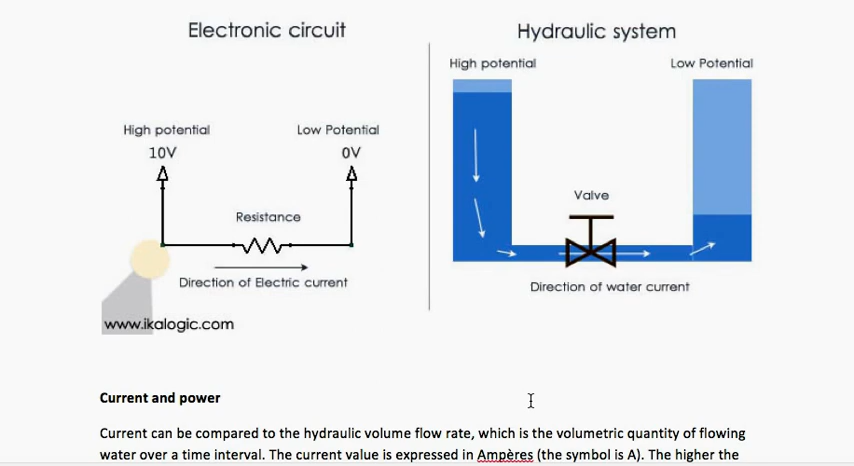 Electronic circuit
Hydraulic system
High potential
Low Potential
High potential
Low Potential
10V
0V
Valve
Resistance
Direction of Electric current
Direction of water current
www.ikalogic.com
Current and power
Current can be compared to the hydraulic volume flow rate, which is the volumetric quantity of flowing
water over a time interval. The current value is expressed in Ampères (the symbol is A). The higher the